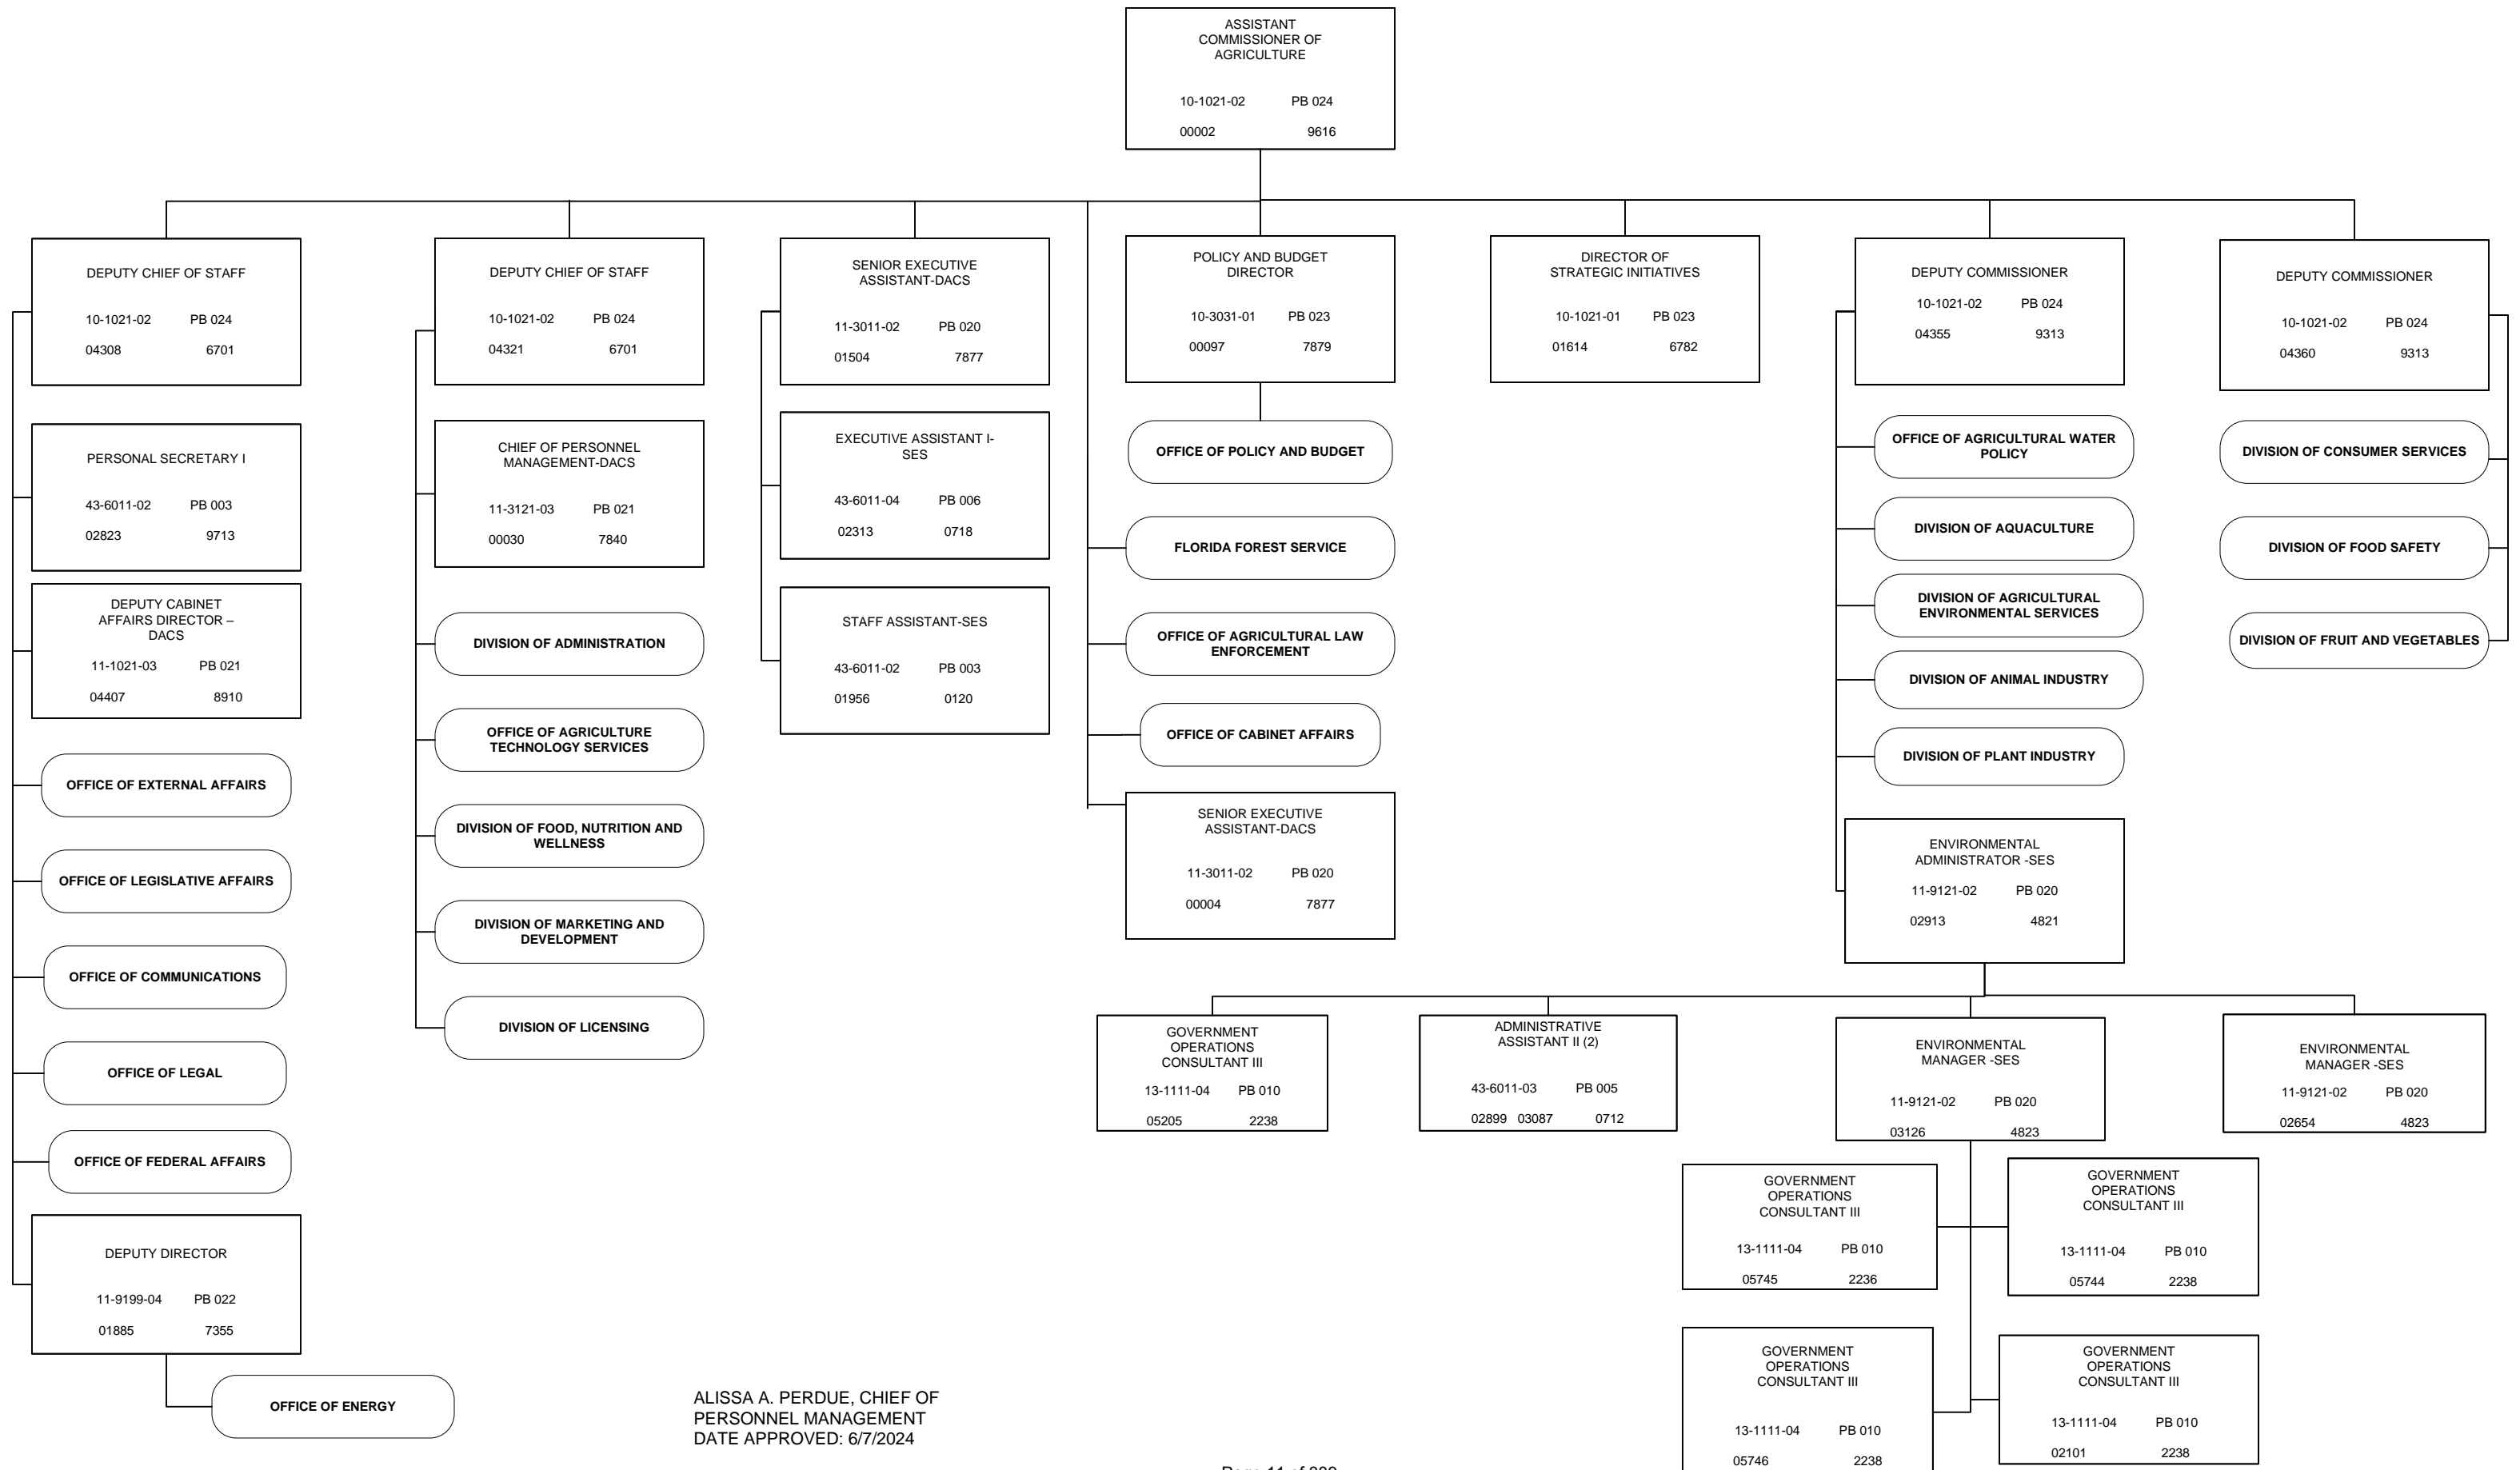 ASSISTANT
COMMISSIONER OF
AGRICULTURE
10-1021-02 PB 024
00002 9616
DEPUTY CHIEF OF STAFF
10-1021-02 PB 024
04308 6701
PERSONAL SECRETARY I
43-6011-02 PB 003
02823 9713
DEPUTY CABINET
AFFAIRS DIRECTOR –
DACS
11-1021-03 PB 021
04407 8910
OFFICE OF EXTERNAL AFFAIRS
OFFICE OF LEGISLATIVE AFFAIRS
OFFICE OF COMMUNICATIONS
OFFICE OF LEGAL
OFFICE OF FEDERAL AFFAIRS
DEPUTY DIRECTOR
11-9199-04 PB 022
01885 7355
OFFICE OF ENERGY
DEPUTY CHIEF OF STAFF
10-1021-02 PB 024
04321 6701
CHIEF OF PERSONNEL
MANAGEMENT-DACS
11-3121-03 PB 021
00030 7840
DIVISION OF ADMINISTRATION
OFFICE OF AGRICULTURE
TECHNOLOGY SERVICES
DIVISION OF FOOD, NUTRITION AND
WELLNESS
DIVISION OF MARKETING AND
DEVELOPMENT
DIVISION OF LICENSING
SENIOR EXECUTIVE
ASSISTANT-DACS
11-3011-02 PB 020
01504 7877
EXECUTIVE ASSISTANT I-
SES
43-6011-04 PB 006
02313 0718
STAFF ASSISTANT-SES
43-6011-02 PB 003
01956 0120
POLICY AND BUDGET
DIRECTOR
10-3031-01 PB 023
00097 7879
OFFICE OF POLICY AND BUDGET
FLORIDA FOREST SERVICE
OFFICE OF AGRICULTURAL LAW
ENFORCEMENT
OFFICE OF CABINET AFFAIRS
SENIOR EXECUTIVE
ASSISTANT-DACS
11-3011-02 PB 020
00004 7877
DIRECTOR OF
STRATEGIC INITIATIVES
10-1021-01 PB 023
01614 6782
DEPUTY COMMISSIONER
10-1021-02 PB 024
04355 9313
OFFICE OF AGRICULTURAL WATER
POLICY
DIVISION OF AQUACULTURE
DIVISION OF AGRICULTURAL
ENVIRONMENTAL SERVICES
DIVISION OF ANIMAL INDUSTRY
DIVISION OF PLANT INDUSTRY
ENVIRONMENTAL
ADMINISTRATOR -SES
11-9121-02 PB 020
02913 4821
DEPUTY COMMISSIONER
10-1021-02 PB 024
04360 9313
DIVISION OF CONSUMER SERVICES
DIVISION OF FOOD SAFETY
DIVISION OF FRUIT AND VEGETABLES
GOVERNMENT
OPERATIONS
CONSULTANT III
13-1111-04 PB 010
05205 2238
ADMINISTRATIVE
ASSISTANT II (2)
43-6011-03 PB 005
02899 03087 0712
ENVIRONMENTAL
MANAGER -SES
11-9121-02 PB 020
03126 4823
ENVIRONMENTAL
MANAGER -SES
11-9121-02 PB 020
02654 4823
GOVERNMENT
OPERATIONS
CONSULTANT III
13-1111-04 PB 010
05745 2236
GOVERNMENT
OPERATIONS
CONSULTANT III
13-1111-04 PB 010
05744 2238
GOVERNMENT
OPERATIONS
CONSULTANT III
13-1111-04 PB 010
05746 2238
GOVERNMENT
OPERATIONS
CONSULTANT III
13-1111-04 PB 010
02101 2238
ALISSA A. PERDUE, CHIEF OF
PERSONNEL MANAGEMENT
DATE APPROVED: 6/7/2024